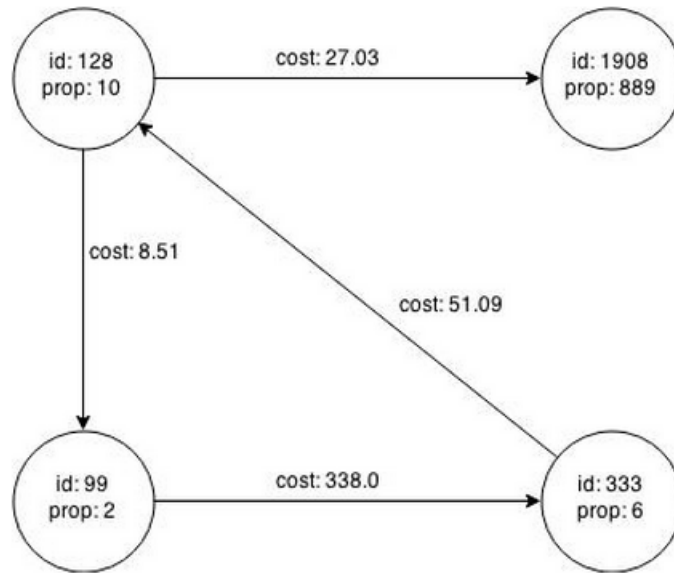 id: 128
prop: 10
cost: 27.03
id: 1908
prop: 889
cost: 8.51
cost: 51.09
id: 99
prop: 2
cost: 338.0
id: 333
prop: 6